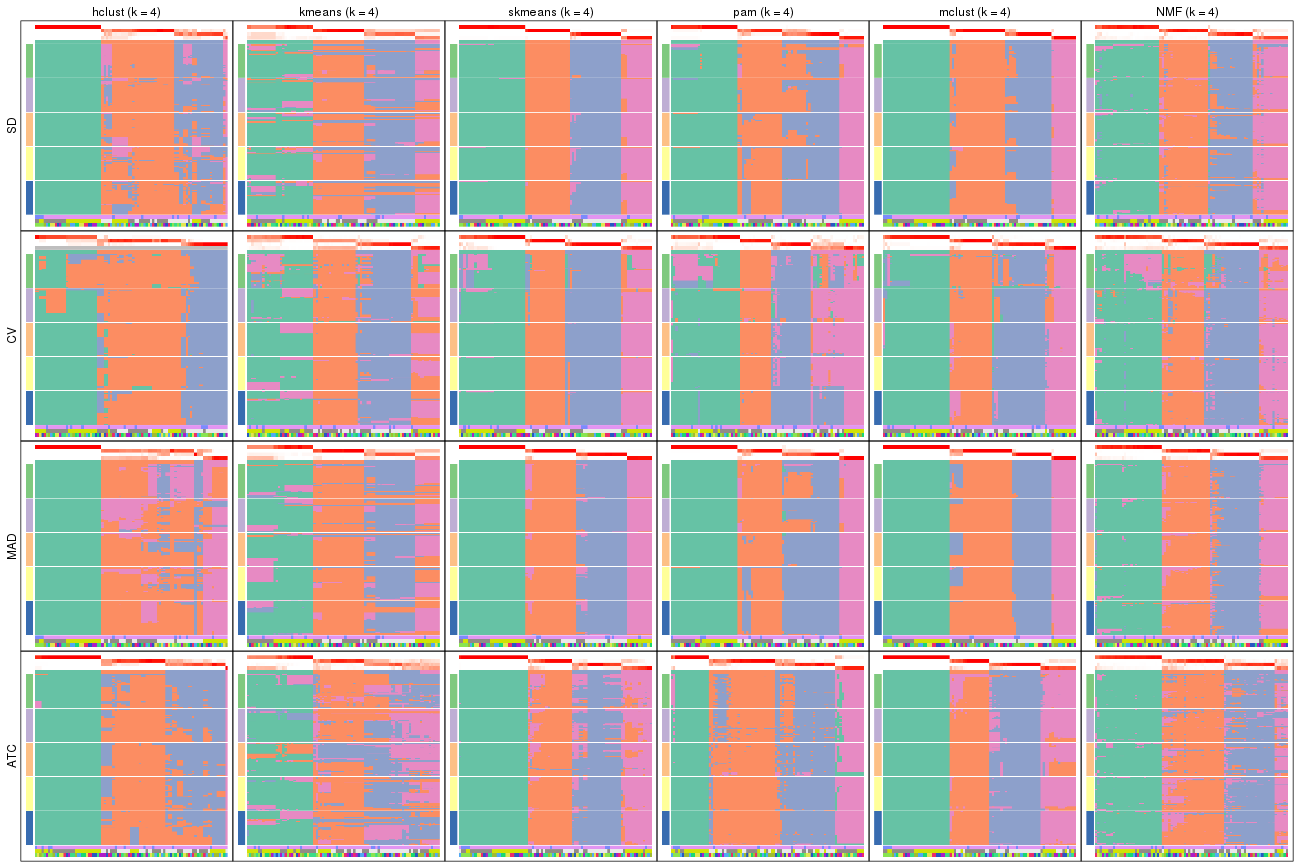 hclust (k = 4) kmeans (k = 4) skmeans (k = 4) pam (k = 4) mclust (k = 4) NMF (k = 4)
SD
CV
MAD
ATC